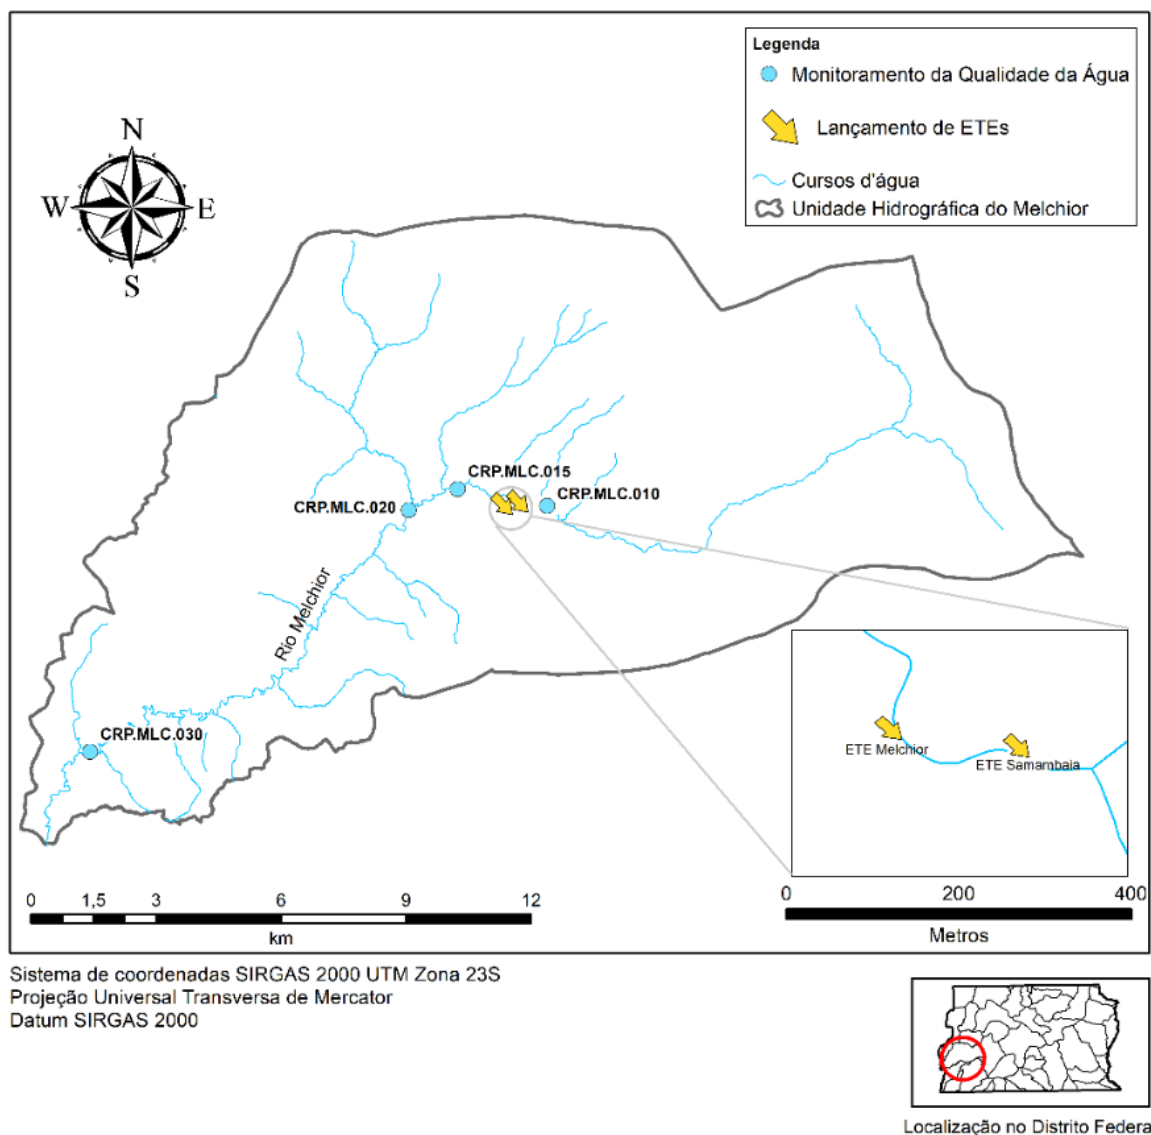 Legenda
Monitoramento da Qualidade da Água
Lançamento de ETEs
Cursos d'água
Unidade Hidrográfica do Melchior
N
W
E
S
CRP.MLC.015
CRP.MLC.010
CRP.MLC.020
Rio Melchior
CRP.MLC.030
ETE Melchior
ETE Samambaia
0 1,5 3 6 9 12
km
0 200 400
Metros
Sistema de coordenadas SIRGAS 2000 UTM Zona 23S
Projeção Universal Transversa de Mercator
Datum SIRGAS 2000
Localização no Distrito Federa